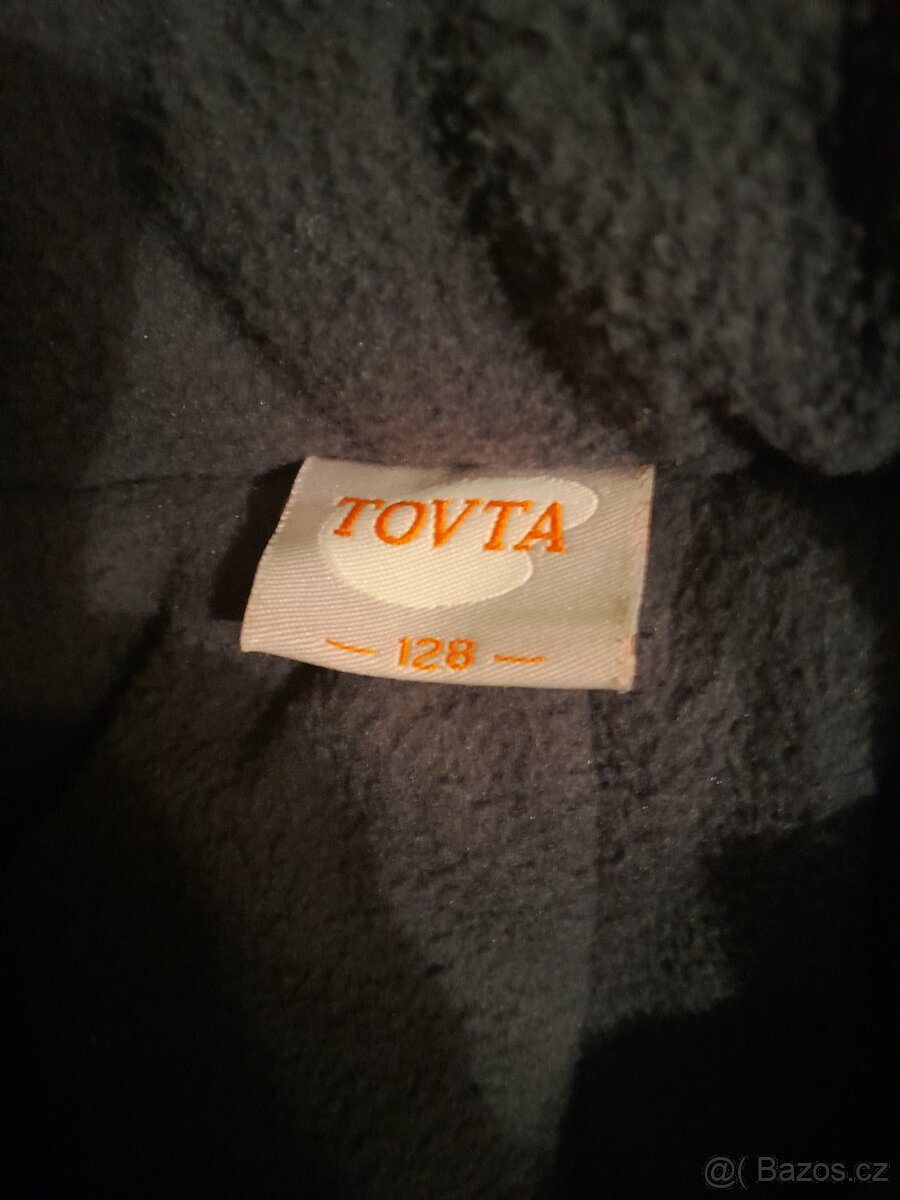 TOVTA
— 128 —
@( Bazos.cz